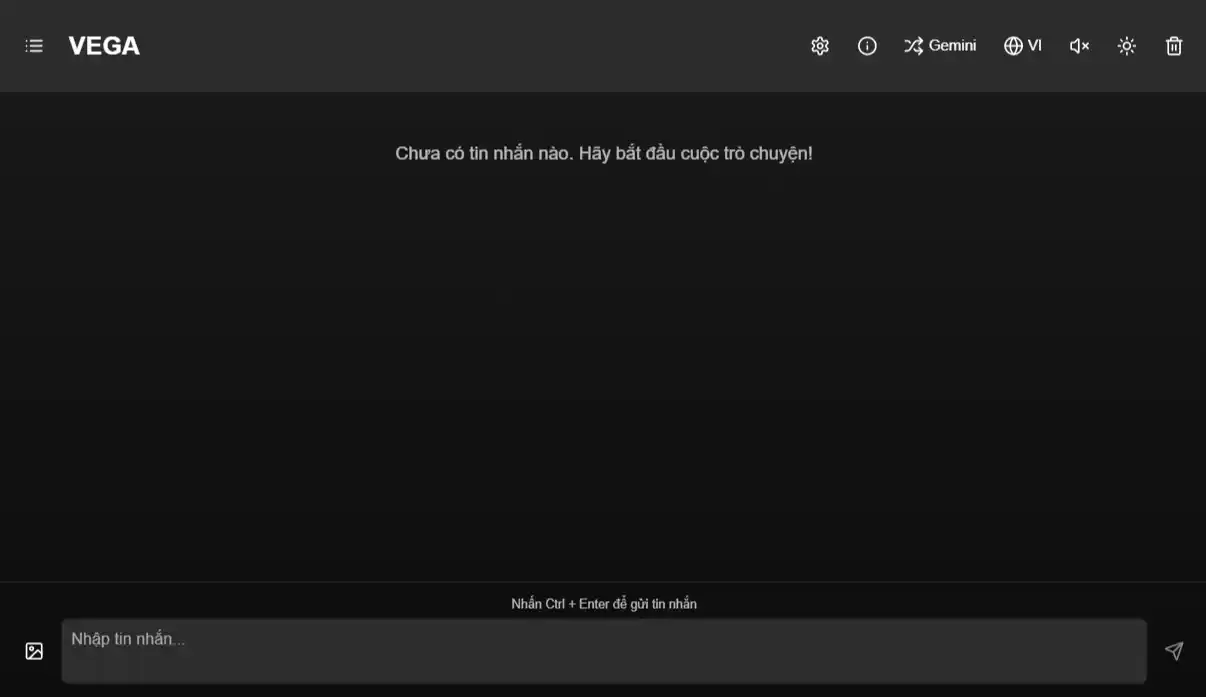 VEGA
Gemini
VI
Chưa có tin nhắn nào. Hãy bắt đầu cuộc trò chuyện!
Nhấn Ctrl + Enter để gửi tin nhắn
Nhập tin nhắn...